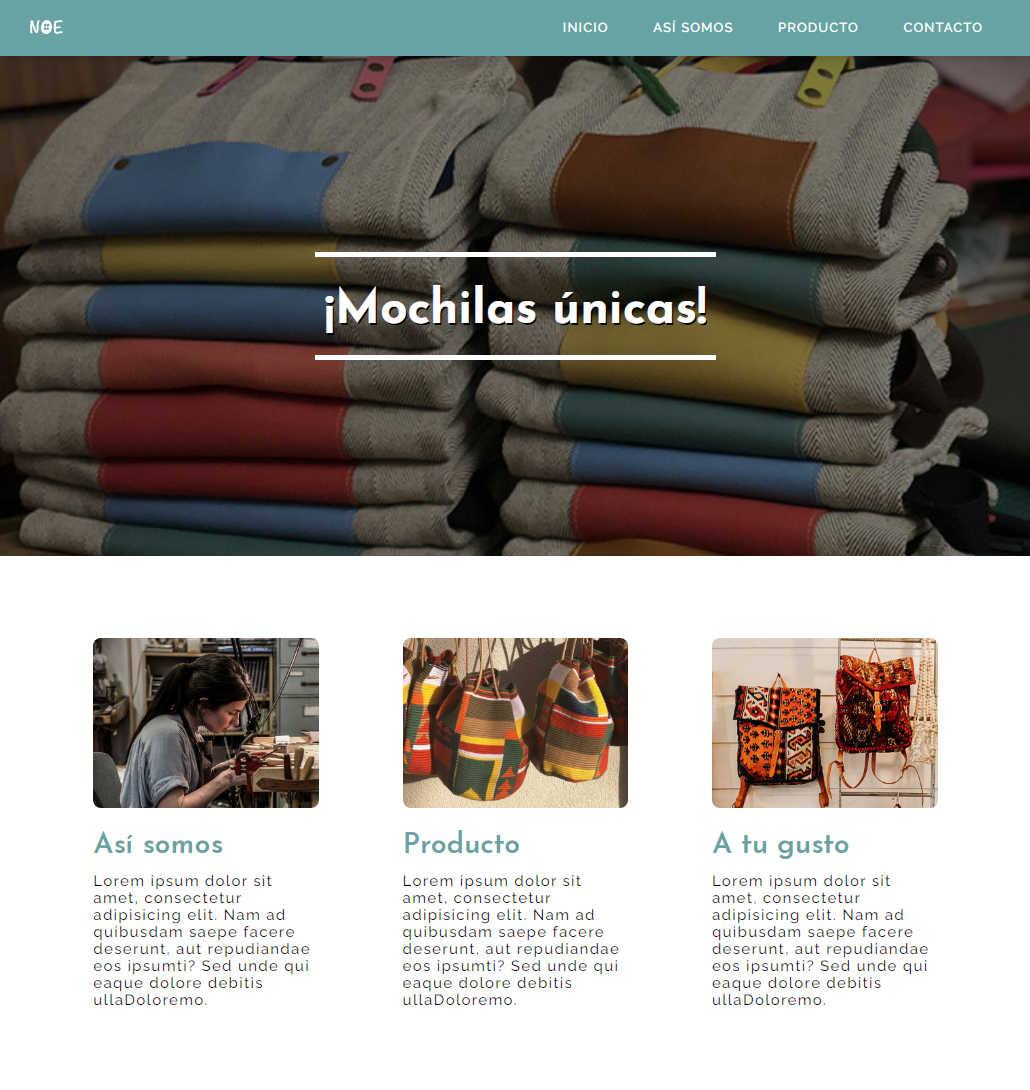 NOE
INICIO ASÍ SOMOS PRODUCTO CONTACTO
¡Mochilas únicas!
Así somos
Lorem ipsum dolor sit
amet, consectetur
adipisicing elit. Nam ad
quibusdam saepe facere
deserunt, aut repudiandae
eos ipsumti? Sed unde qui
eaque dolore debitis
ullaDoloremo.
Producto
Lorem ipsum dolor sit
amet, consectetur
adipisicing elit. Nam ad
quibusdam saepe facere
deserunt, aut repudiandae
eos ipsumti? Sed unde qui
eaque dolore debitis
ullaDoloremo.
A tu gusto
Lorem ipsum dolor sit
amet, consectetur
adipisicing elit. Nam ad
quibusdam saepe facere
deserunt, aut repudiandae
eos ipsumti? Sed unde qui
eaque dolore debitis
ullaDoloremo.